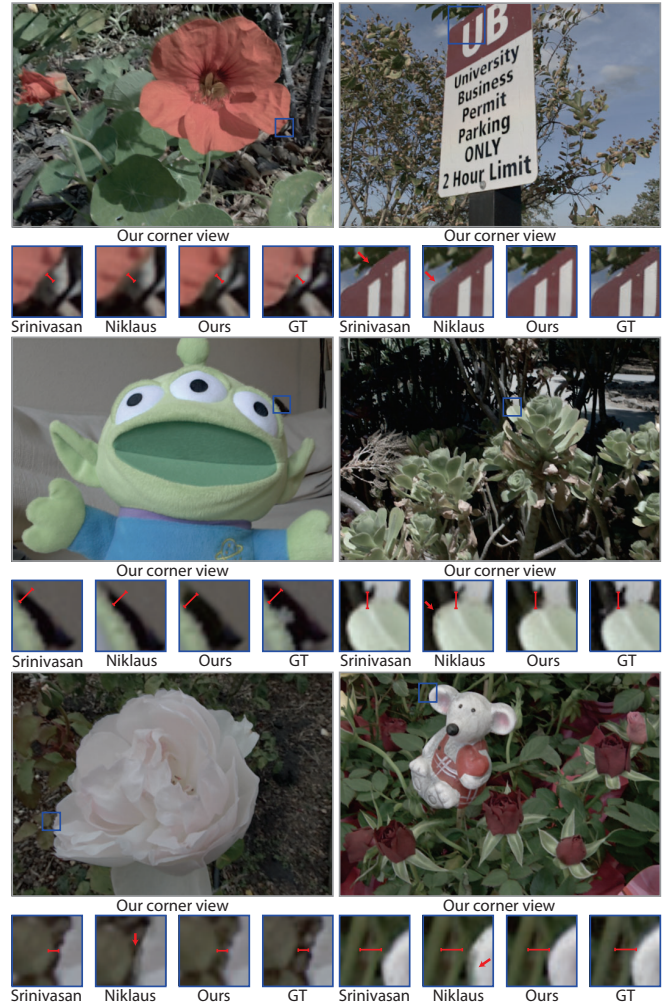 UB
University
Business
Permit
Parking
ONLY
2 Hour Limit
Our corner view Our corner view
Srinivasan Niklaus Ours GT Srinivasan Niklaus Ours GT
Our corner view Our corner view
Srinivasan Niklaus Ours GT Srinivasan Niklaus Ours GT
Our corner view Our corner view
Srinivasan Niklaus Ours GT Srinivasan Niklaus Ours GT